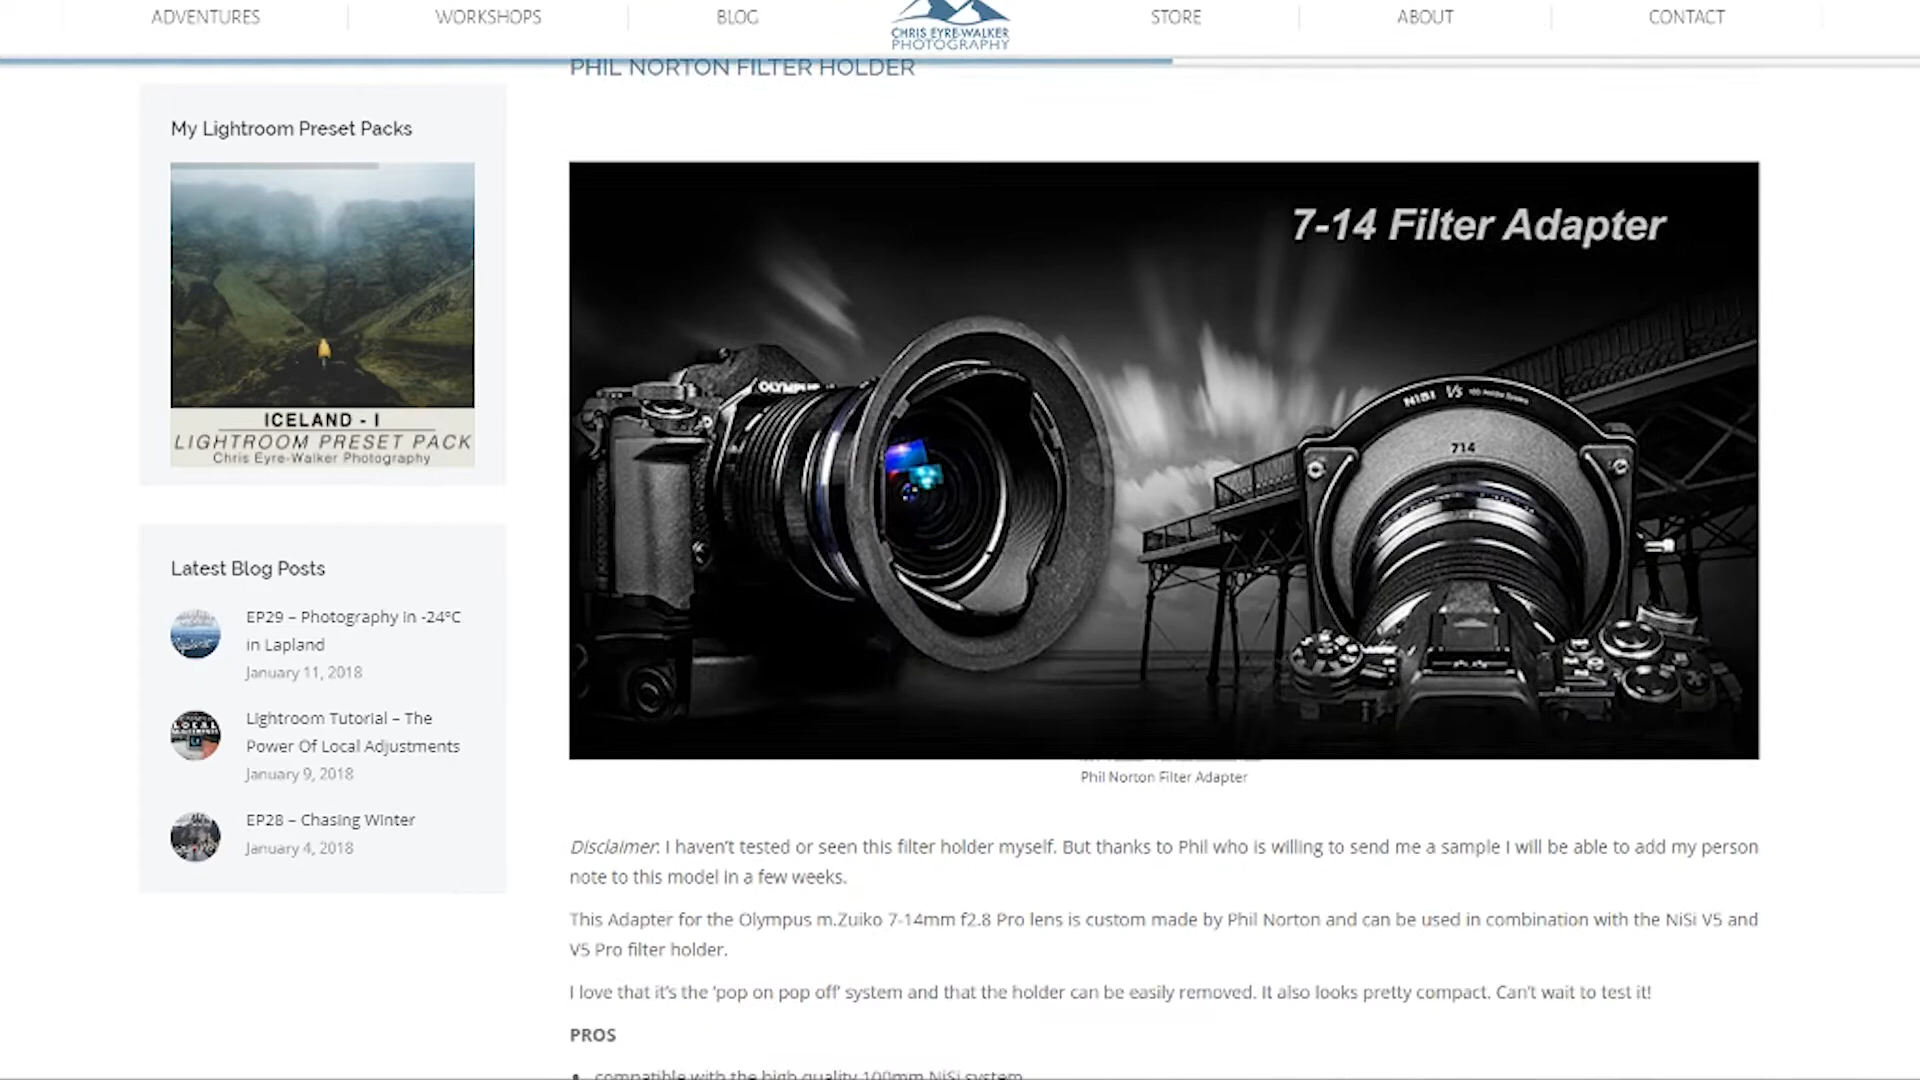 ADVENTURES
WORKSHOPS
BLOG
CHRIS EYRE-WALKER
PHOTOGRAPHY
STORE
ABOUT
CONTACT
PHIL NORTON FILTER HOLDER
My Lightroom Preset Packs
ICELAND - I
LIGHTROOM PRESET PACK
Chris Eyre-Walker Photography
Latest Blog Posts
EP29 – Photography in -24°C
in Lapland
January 11, 2018
Lightroom Tutorial – The
Power Of Local Adjustments
January 9, 2018
EP28 – Chasing Winter
January 4, 2018
7-14 Filter Adapter
OLYMPUS
NISI V5
714
Phil Norton Filter Adapter
Disclaimer: I haven't tested or seen this filter holder myself. But thanks to Phil who is willing to send me a sample I will be able to add my person
note to this model in a few weeks.
This Adapter for the Olympus m.Zuiko 7-14mm f2.8 Pro lens is custom made by Phil Norton and can be used in combination with the NiSi V5 and
V5 Pro filter holder.
I love that it's the 'pop on pop off' system and that the holder can be easily removed. It also looks pretty compact. Can't wait to test it!
PROS
• compatible with the high quality 100mm NiSi system